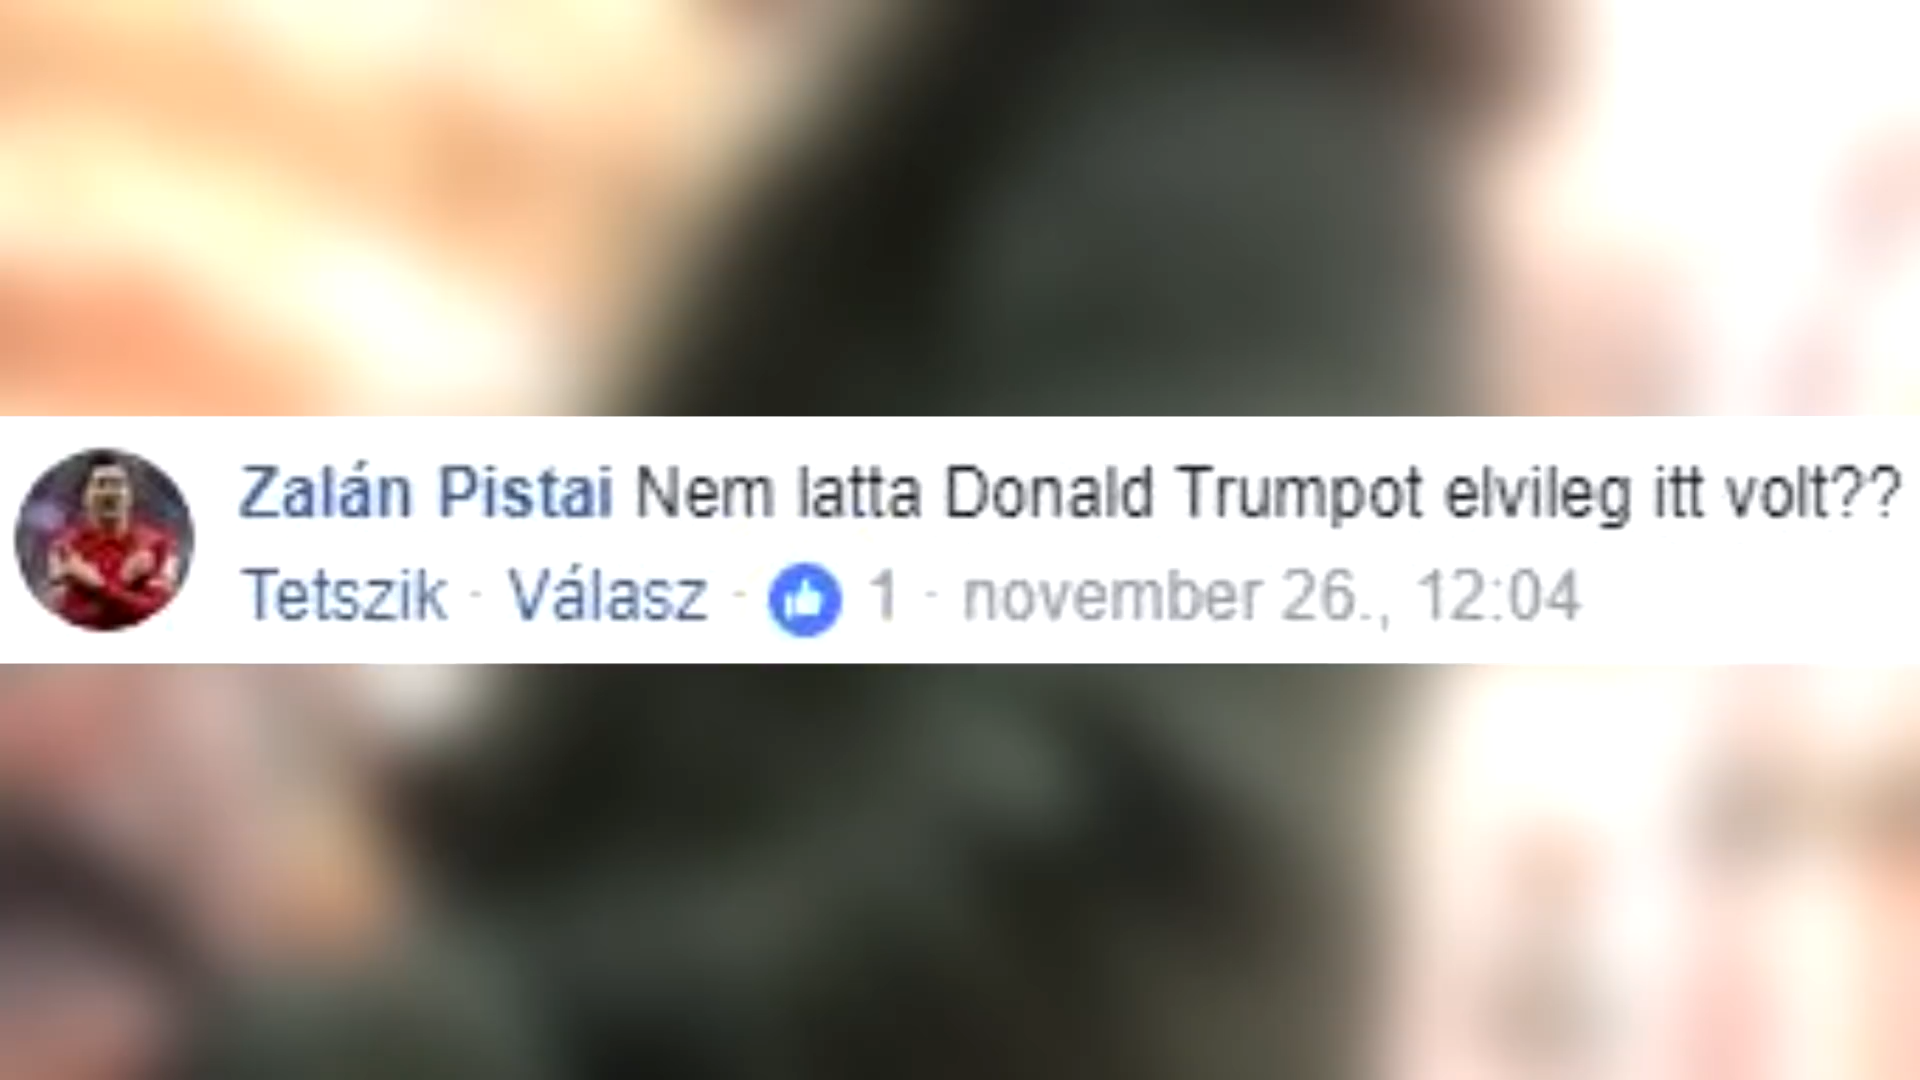 Zalán Pistai Nem latta Donald Trumpot elvileg itt volt??
Tetszik · Válasz · 1 · november 26., 12:04